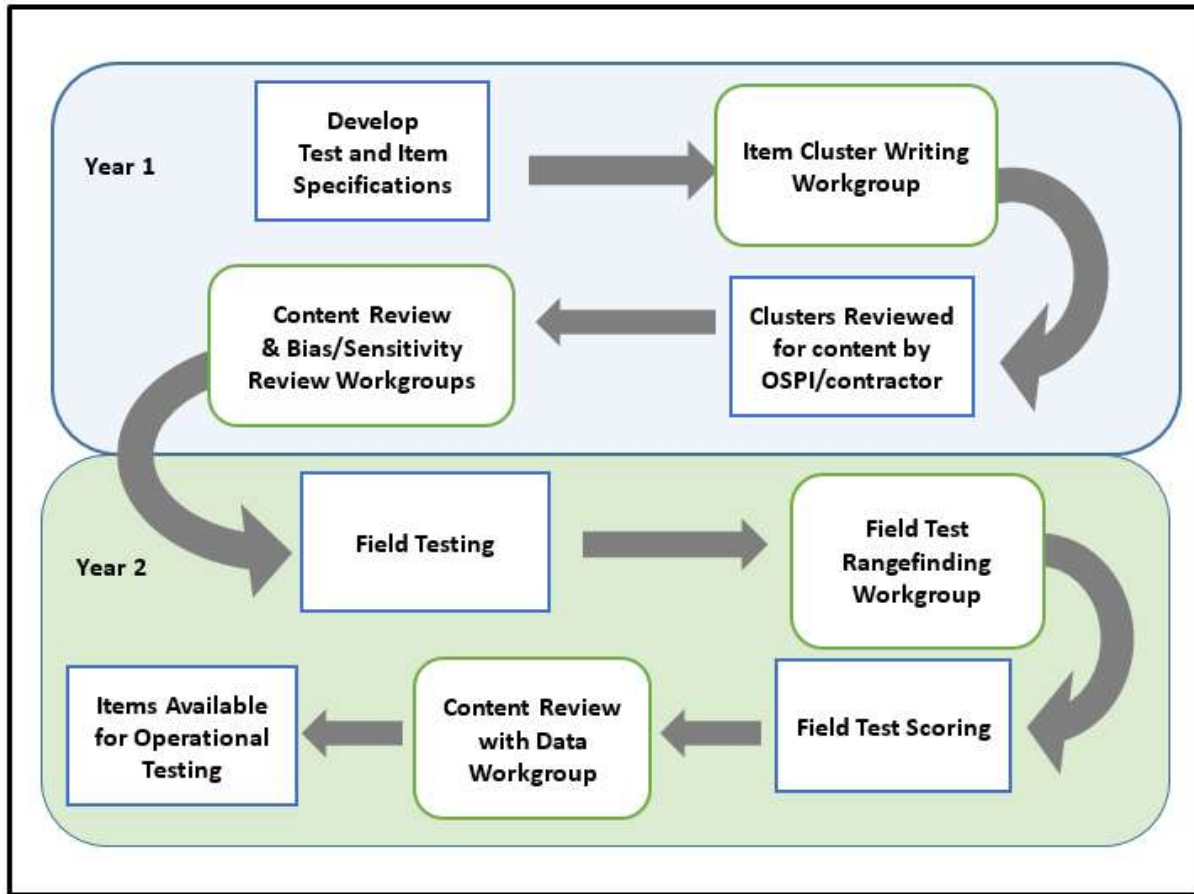 Year 1
Develop
Test and Item
Specifications
Item Cluster Writing
Workgroup
Clusters Reviewed
for content by
OSPI/contractor
Content Review
& Bias/Sensitivity
Review Workgroups
Year 2
Field Testing
Field Test
Rangefinding
Workgroup
Field Test Scoring
Content Review
with Data
Workgroup
Items Available
for Operational
Testing